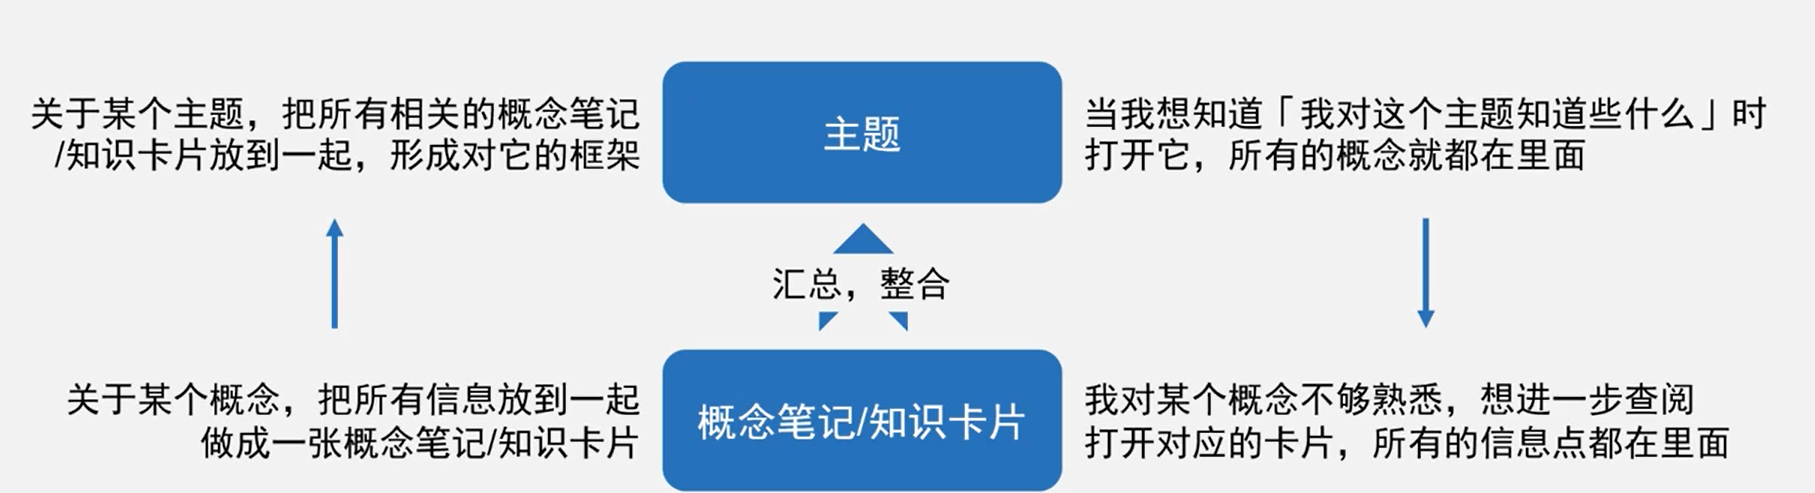 关于某个主题，把所有相关的概念笔记
/知识卡片放到一起，形成对它的框架
主题
当我想知道「我对这个主题知道些什么」时
打开它，所有的概念就都在里面
汇总，整合
关于某个概念，把所有信息放到一起
做成一张概念笔记/知识卡片
概念笔记/知识卡片
我对某个概念不够熟悉，想进一步查阅
打开对应的卡片，所有的信息点都在里面